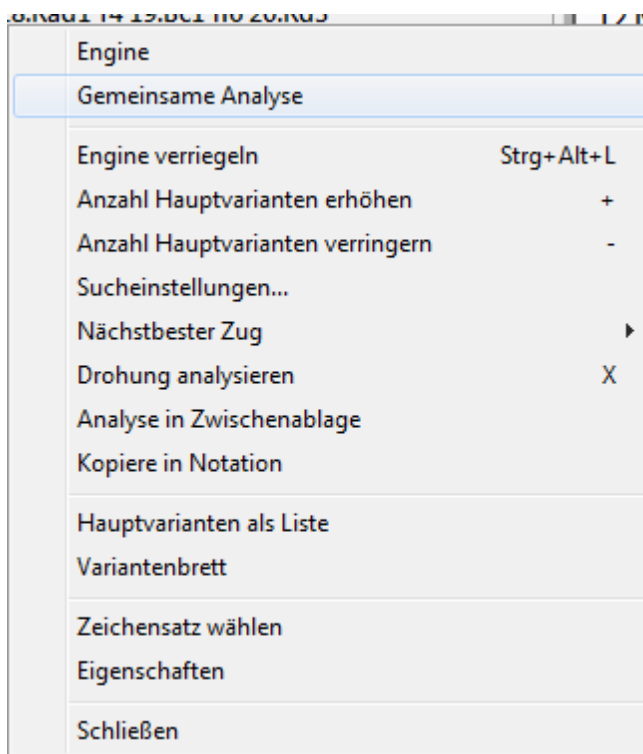 Engine
Gemeinsame Analyse
Engine verriegeln Strg+Alt+L
Anzahl Hauptvarianten erhöhen +
Anzahl Hauptvarianten verringern -
Sucheinstellungen...
Nächstbester Zug
Drohung analysieren X
Analyse in Zwischenablage
Kopiere in Notation
Hauptvarianten als Liste
Variantenbrett
Zeichensatz wählen
Eigenschaften
Schließen